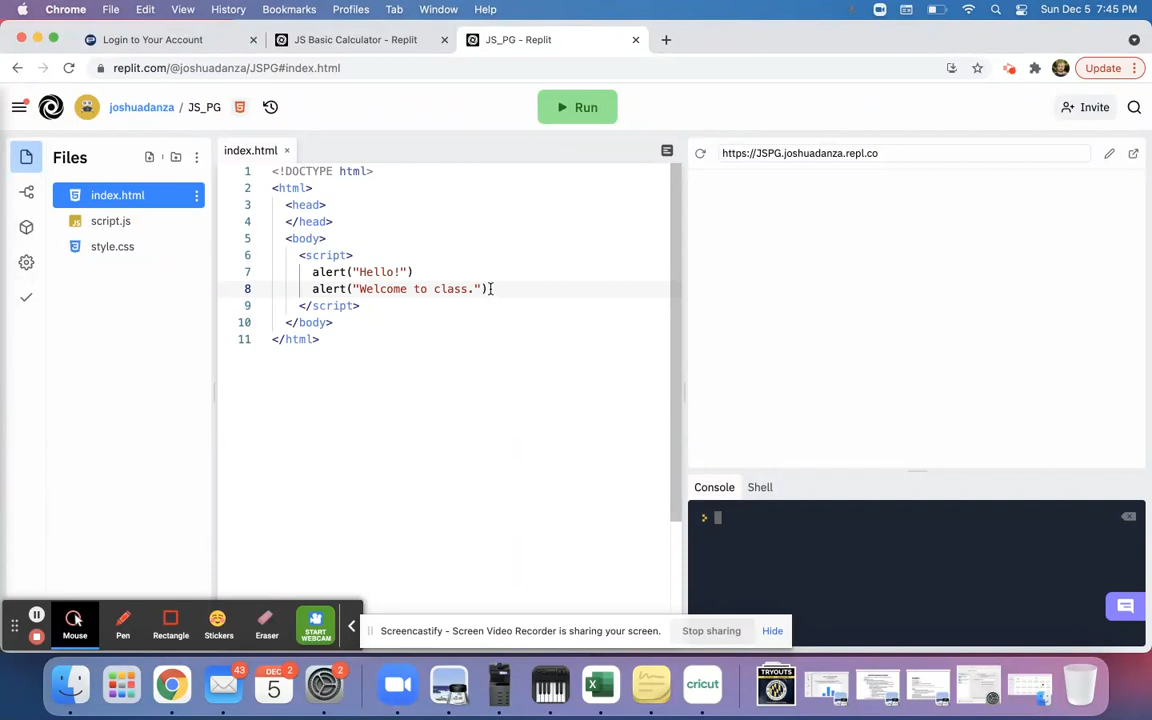 Chrome File Edit View History Bookmarks Profiles Tab Window Help Sun Dec 5 7:45 PM
Login to Your Account × JS Basic Calculator - Replit × JS_PG - Replit × +
replit.com/@joshuadanza/JSPG#index.html Update
joshuadanza / JS_PG Run Invite
Files index.html ×
https://JSPG.joshuadanza.repl.co
index.html
script.js
style.css
1 <!DOCTYPE html>
2 <html>
3 <head>
4 </head>
5 <body>
6 <script>
7 alert("Hello!")
8 alert("Welcome to class.")
9 </script>
10 </body>
11 </html>
Console Shell
Mouse Pen Rectangle Stickers Eraser START WEBCAM
Screencastify - Screen Video Recorder is sharing your screen. Stop sharing Hide
43 DEC 5 2 2 cricut TRYOUTS